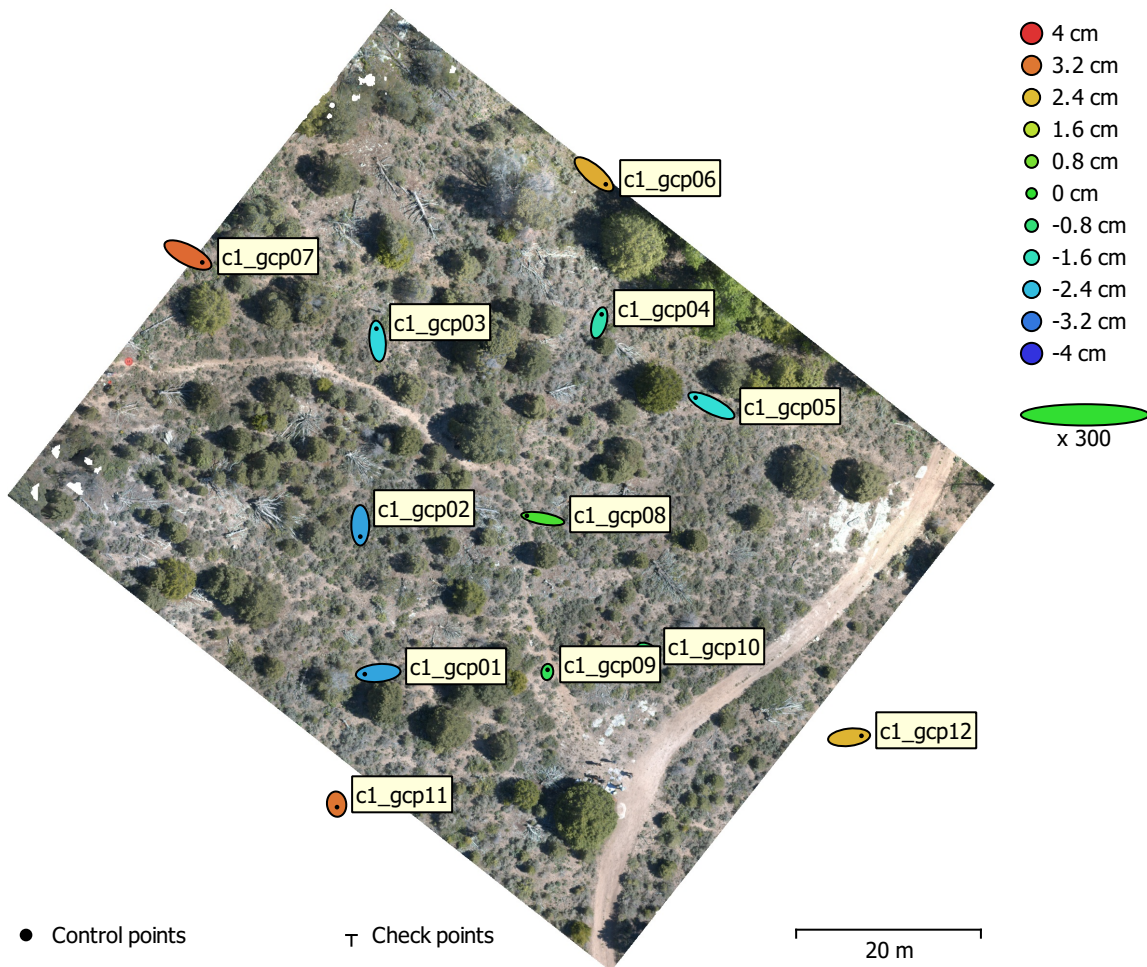 4 cm
3.2 cm
2.4 cm
1.6 cm
0.8 cm
0 cm
-0.8 cm
-1.6 cm
-2.4 cm
-3.2 cm
-4 cm
x 300
c1_gcp06
c1_gcp07
c1_gcp04
c1_gcp03
c1_gcp05
c1_gcp02
c1_gcp08
c1_gcp10
c1_gcp09
c1_gcp01
c1_gcp12
c1_gcp11
Control points
Check points
20 m